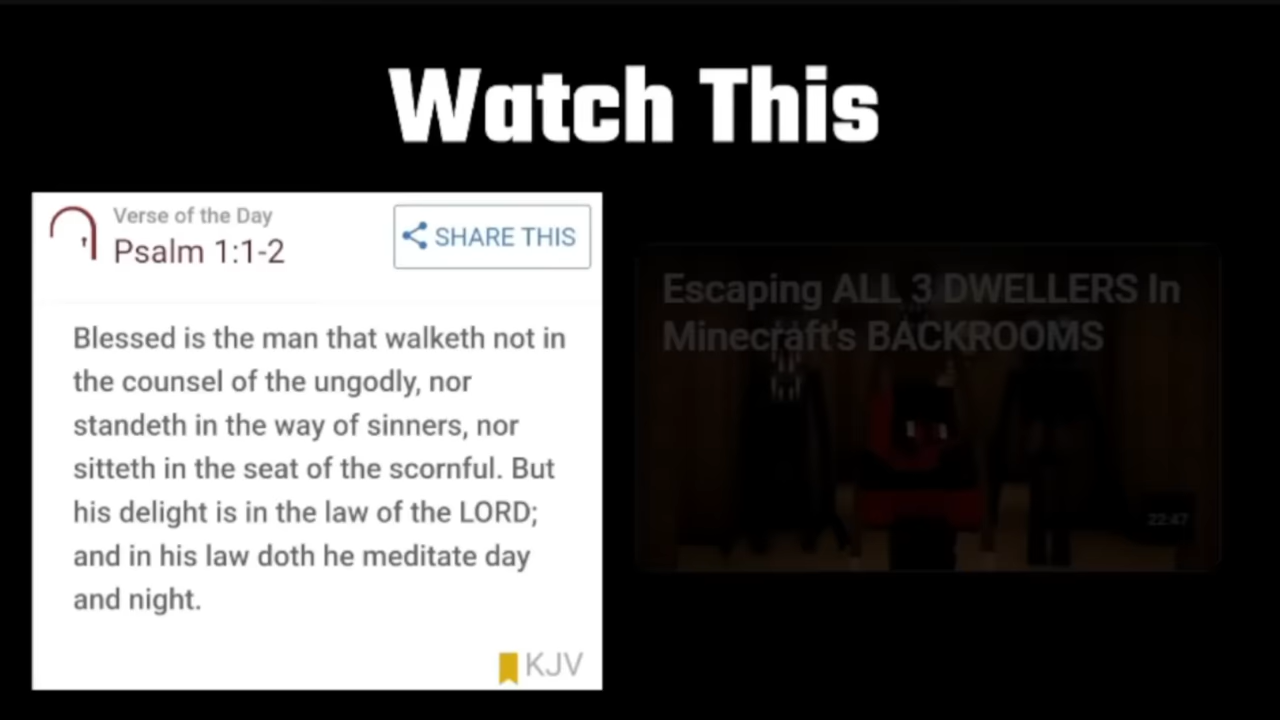 Watch This
Verse of the Day
Psalm 1:1-2
SHARE THIS
Blessed is the man that walketh not in
the counsel of the ungodly, nor
standeth in the way of sinners, nor
sitteth in the seat of the scornful. But
his delight is in the law of the LORD;
and in his law doth he meditate day
and night.
KJV
Escaping ALL 3 DWELLERS In
Minecraft's BACKROOMS
22:47